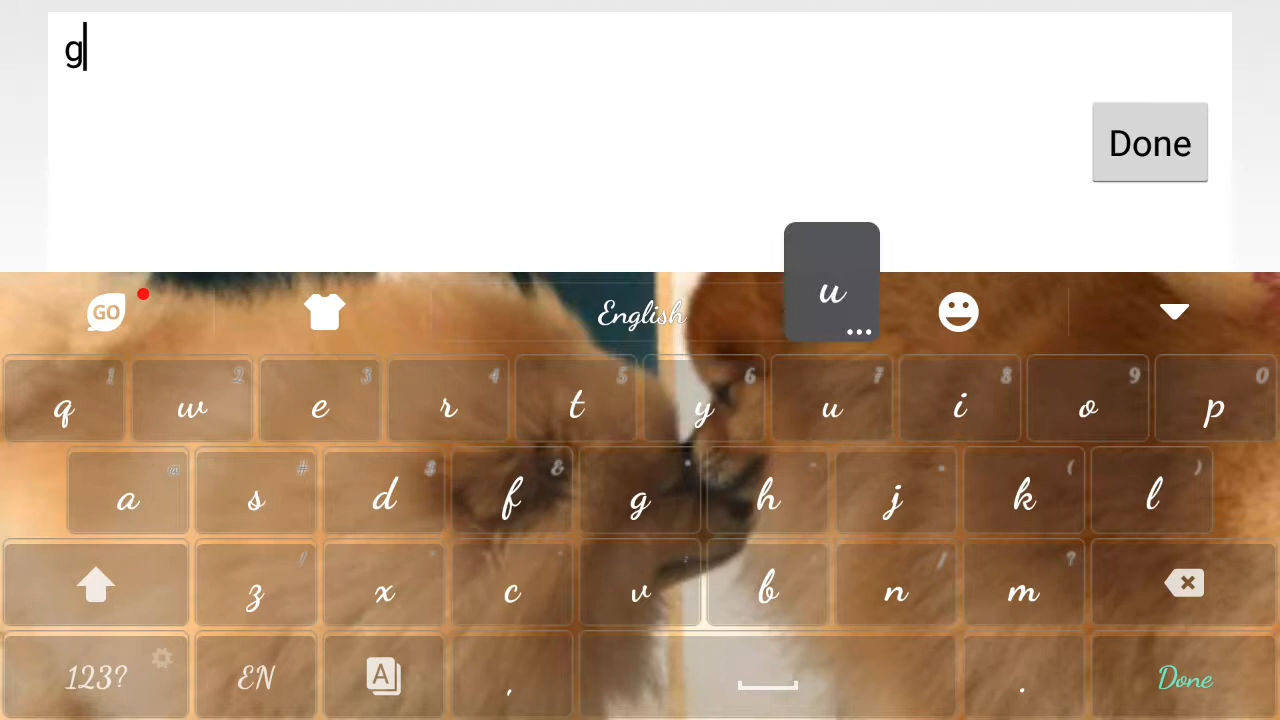 g
Done
u
GO English
1 2 3 4 5 6 7 8 9 0
q w e r t y u i o p
@ # $ & * ( )
a s d f g h j k l
/ : / ?
z x c v b n m
123? EN A , . Done